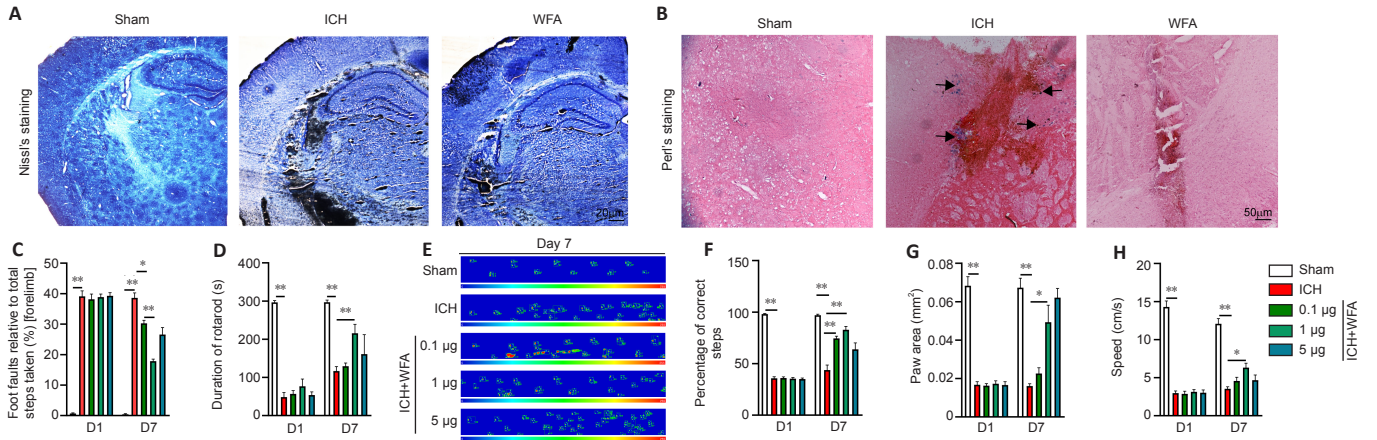 A
Sham
ICH
WFA
Nissl's staining
20μm
B
Sham
ICH
WFA
Perl's staining
50μm
C
Foot faults relative to total
steps taken (%) [forelimb]
50
40
30
20
10
0
**
**
*
**
D1
D7
D
Duration of rotarod (s)
400
300
200
100
0
**
**
**
D1
D7
E
Day 7
Sham
ICH
0.1 μg
1 μg
5 μg
ICH+WFA
F
Percentage of correct
steps
150
100
50
0
**
**
**
**
D1
D7
G
Paw area (mm²)
0.08
0.06
0.04
0.02
0.00
**
**
*
D1
D7
H
Speed (cm/s)
20
15
10
5
0
**
**
*
D1
D7
Sham
ICH
0.1 μg
1 μg
5 μg
ICH+WFA